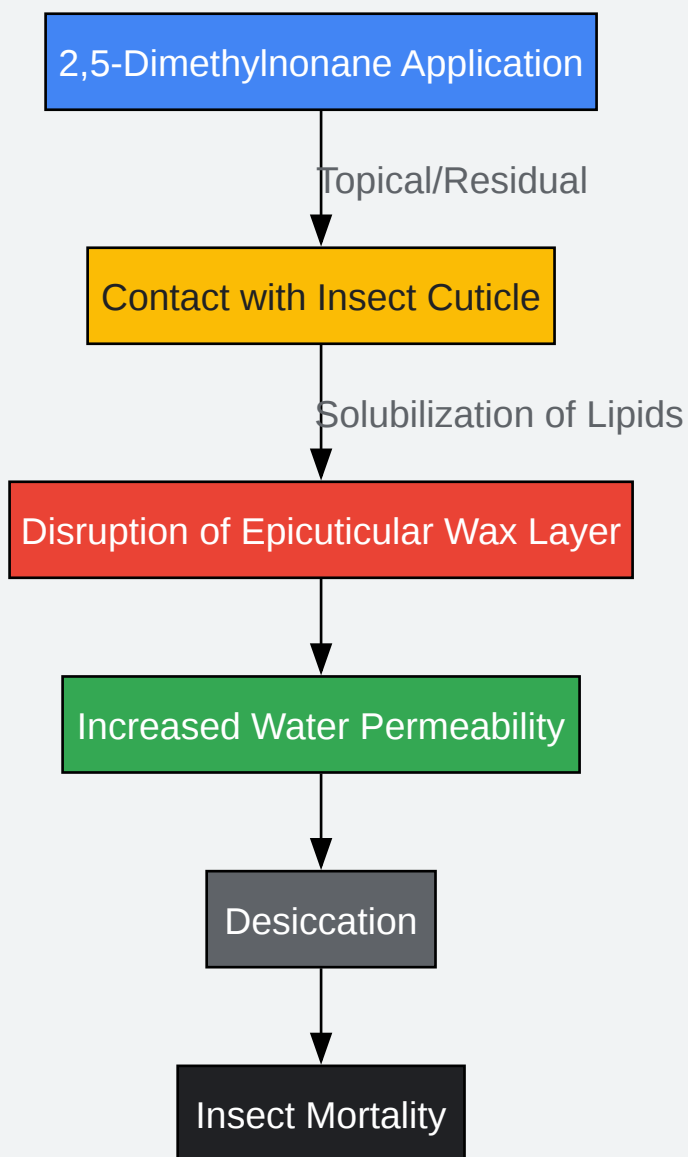 2,5-Dimethylnonane Application
Topical/Residual
Contact with Insect Cuticle
Solubilization of Lipids
Disruption of Epicuticular Wax Layer
Increased Water Permeability
Desiccation
Insect Mortality